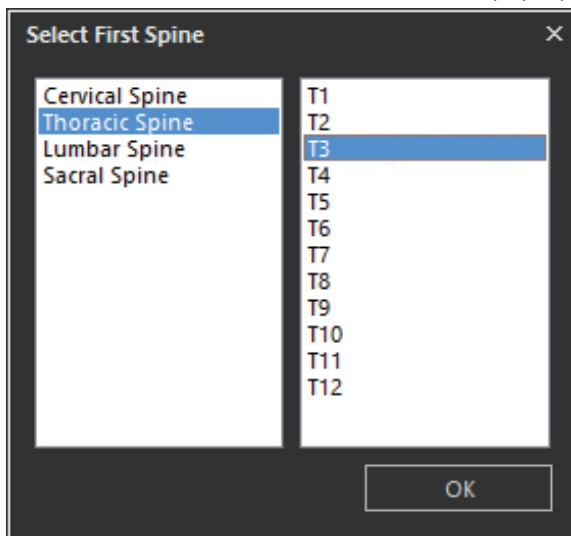 Select First Spine
Cervical Spine
Thoracic Spine
Lumbar Spine
Sacral Spine
T1
T2
T3
T4
T5
T6
T7
T8
T9
T10
T11
T12
OK